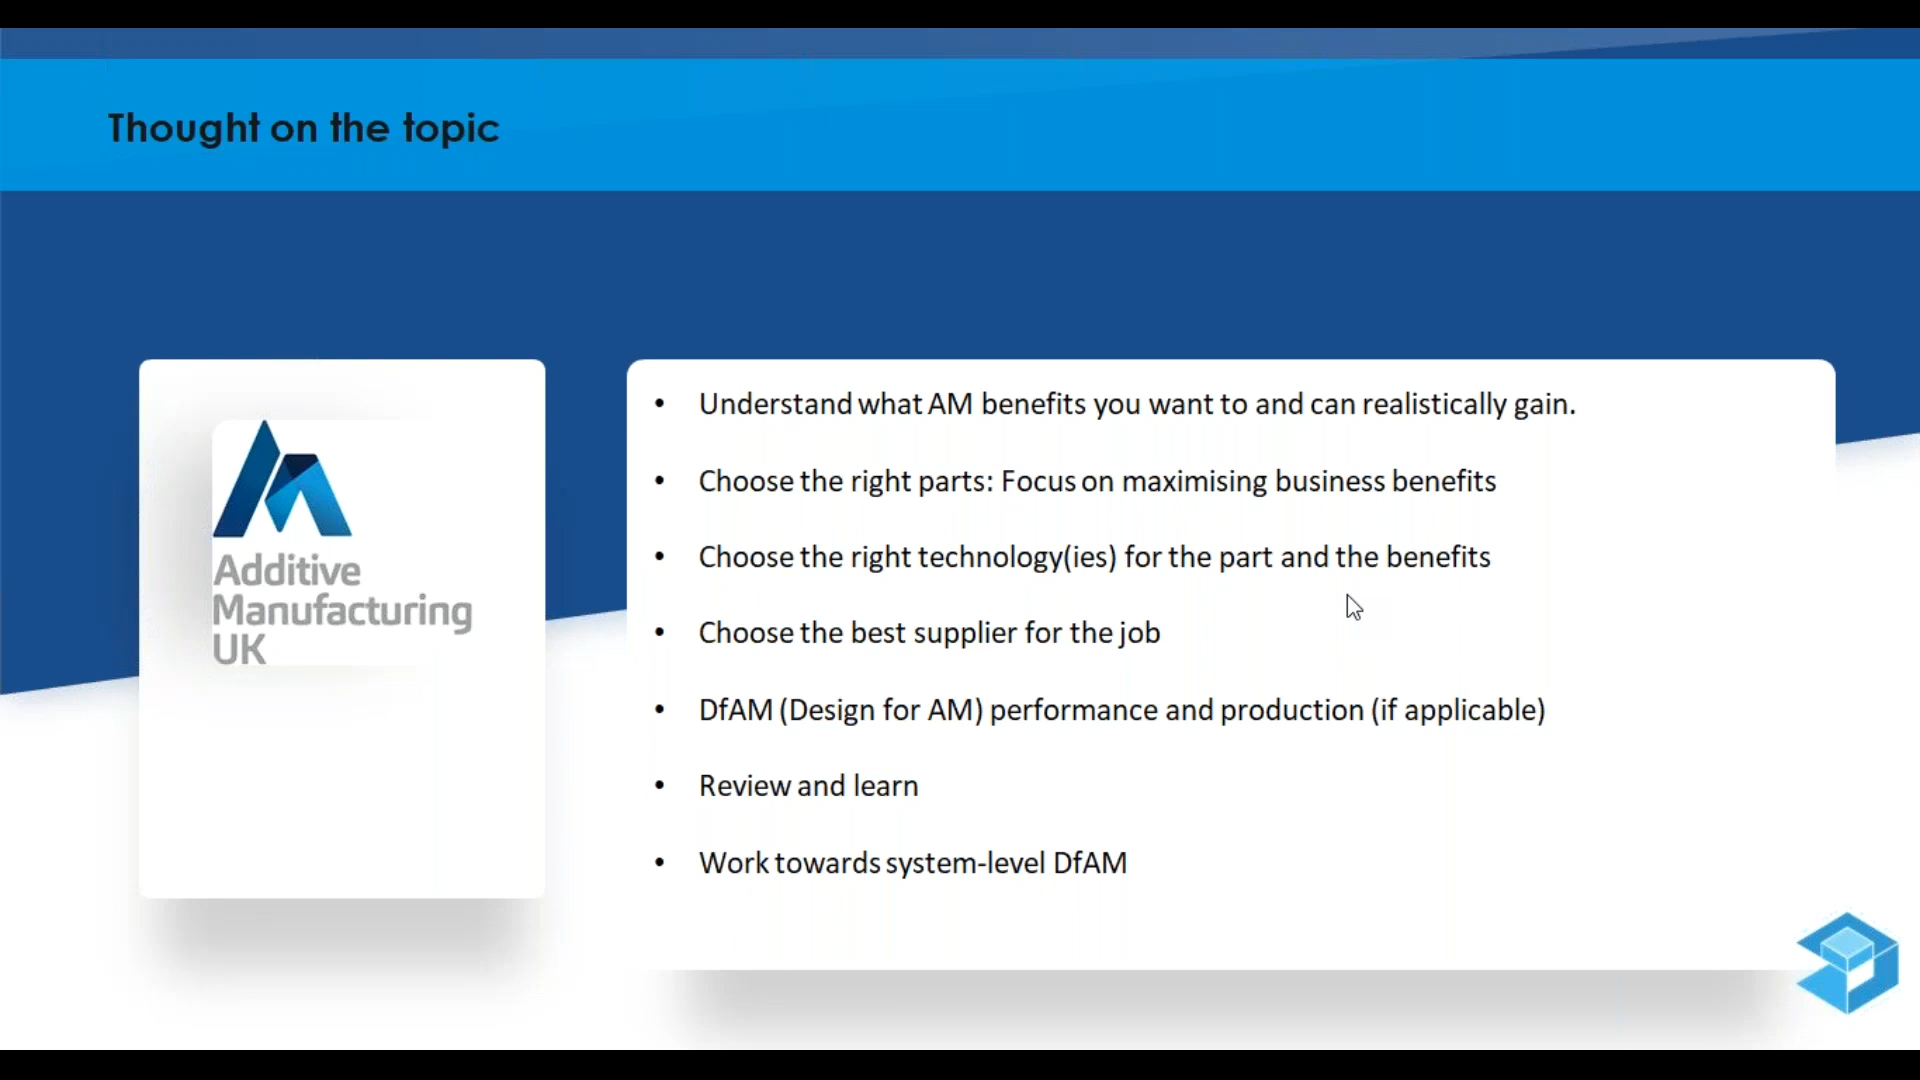 Thought on the topic
Additive
Manufacturing
UK
• Understand what AM benefits you want to and can realistically gain.
• Choose the right parts: Focus on maximising business benefits
• Choose the right technology(ies) for the part and the benefits
• Choose the best supplier for the job
• DfAM (Design for AM) performance and production (if applicable)
• Review and learn
• Work towards system-level DfAM